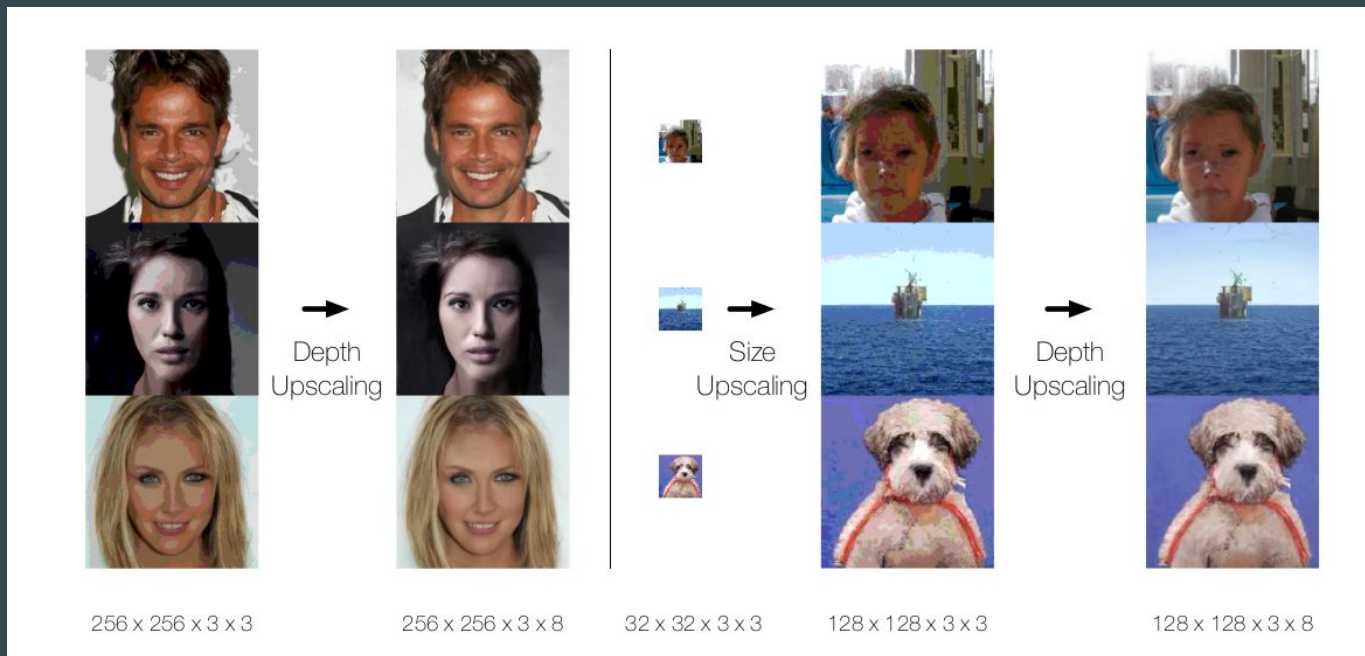 Depth
Upscaling
Size
Upscaling
Depth
Upscaling
256 x 256 x 3 x 3
256 x 256 x 3 x 8
32 x 32 x 3 x 3
128 x 128 x 3 x 3
128 x 128 x 3 x 8